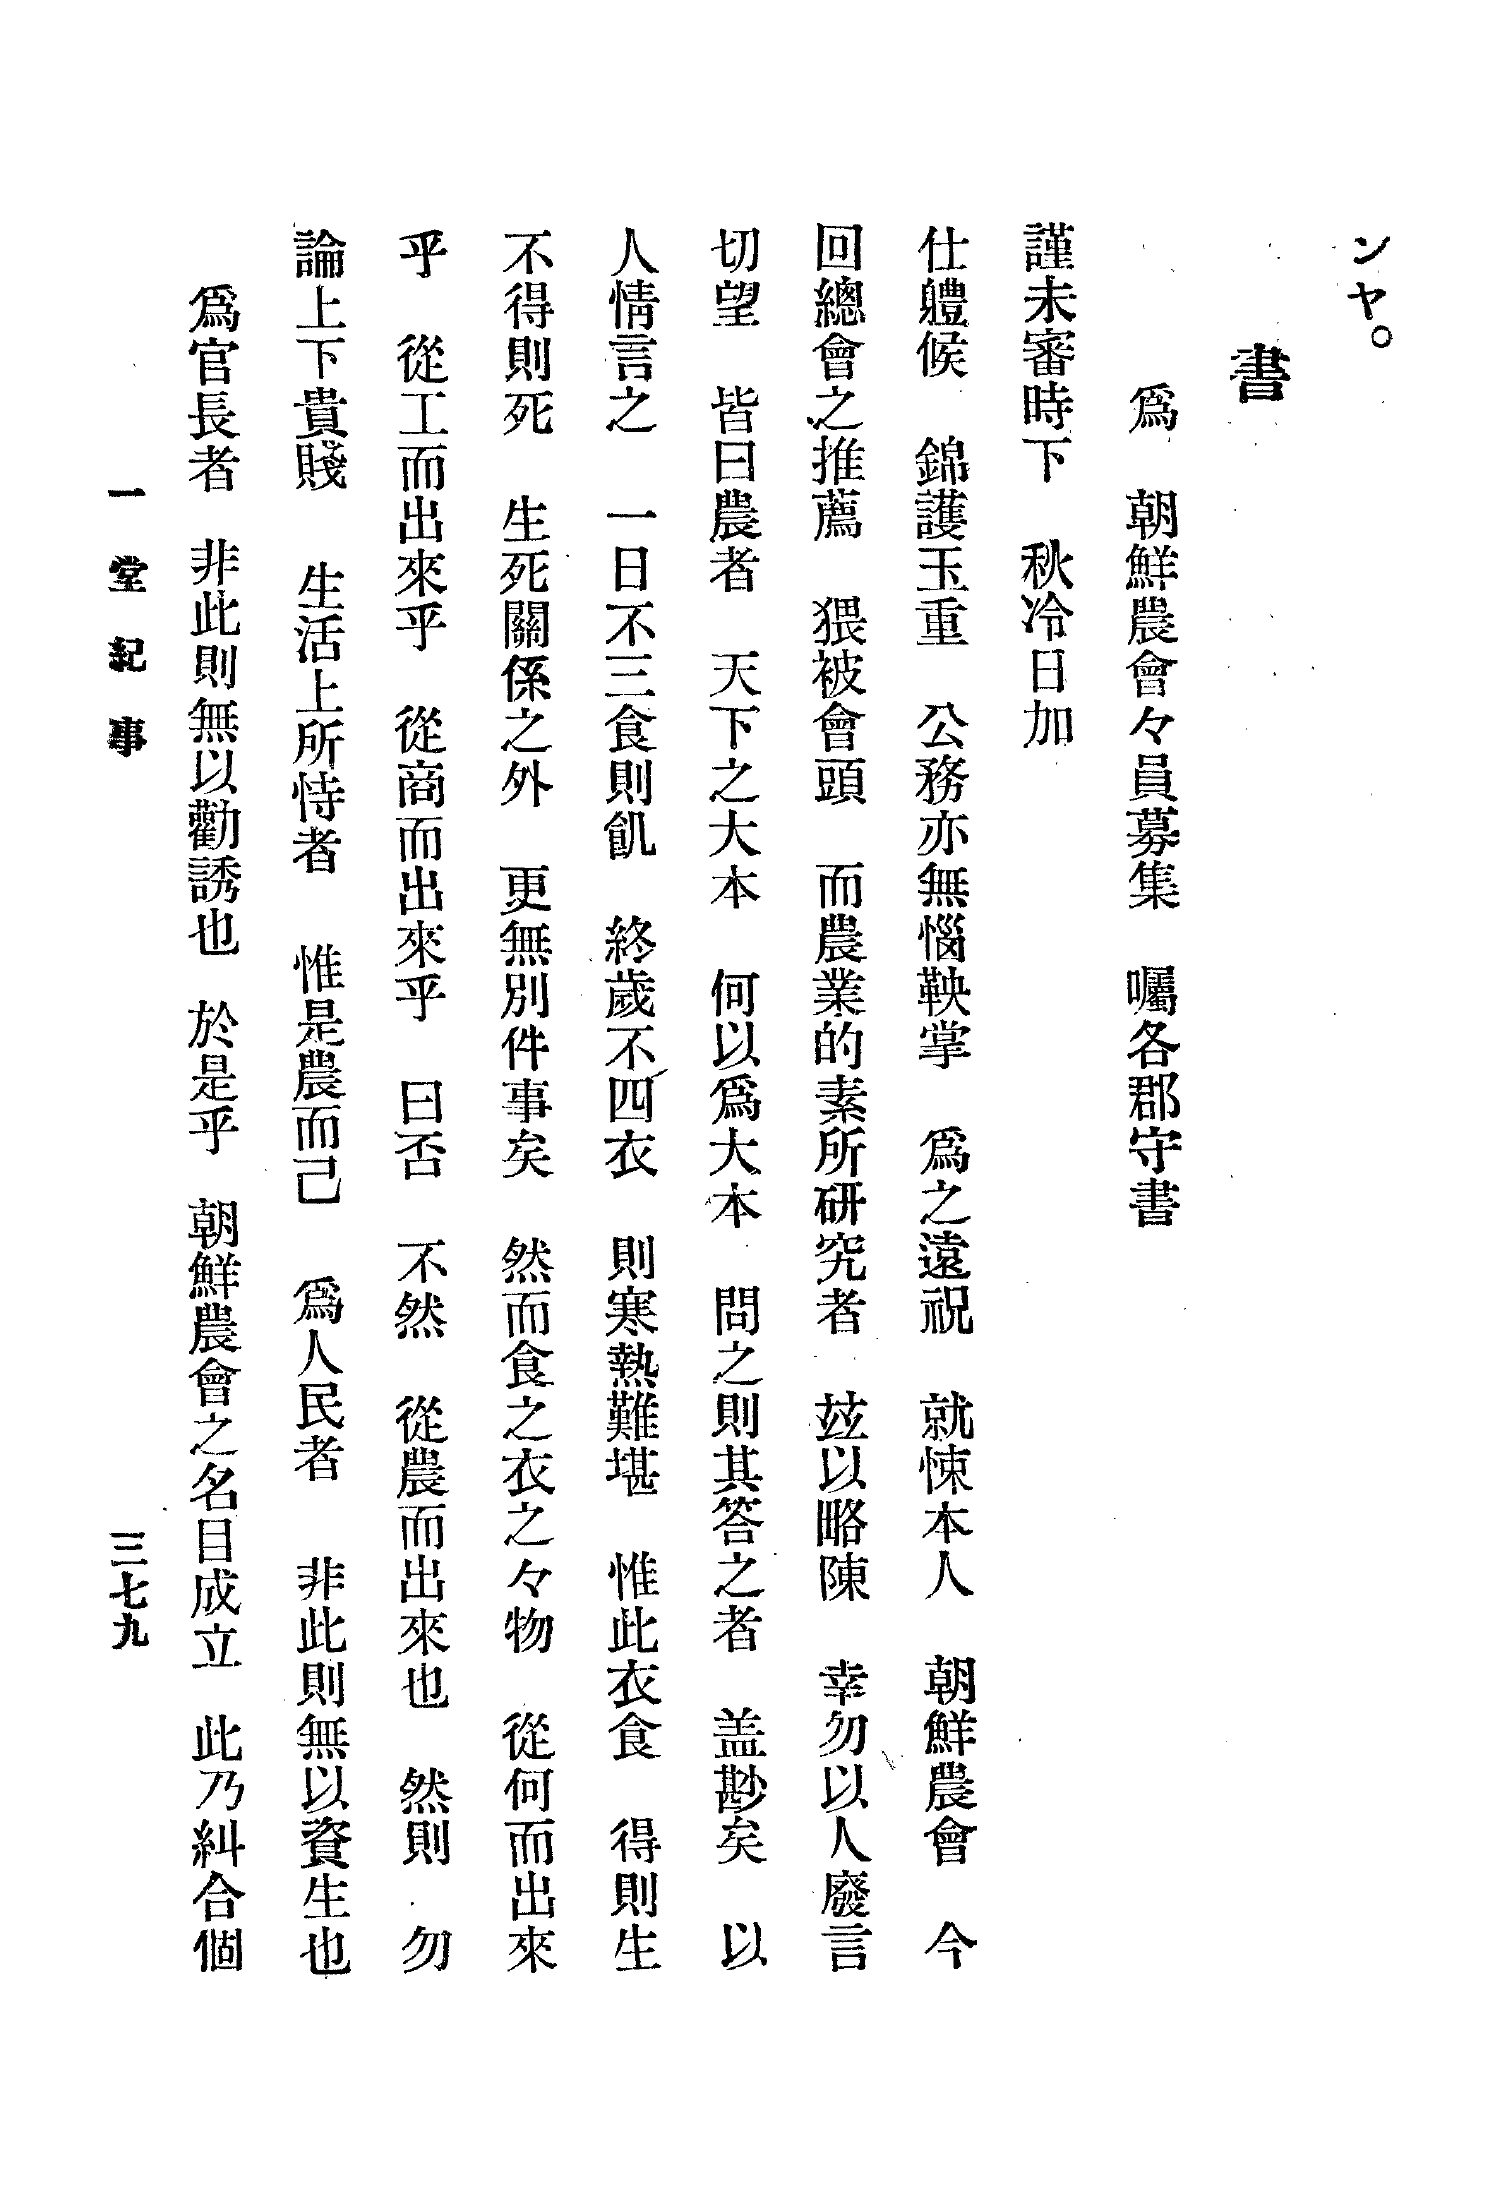 ンヤ。
書
爲　朝鮮農會々員募集　囑各郡守書
謹未審時下　秋冷日加
仕軆候　錦護玉重　公務亦無惱鞅掌　爲之遠祝　就悚本人　朝鮮農會　今
回總會之推薦　猥被會頭　而農業的素所研究者　玆以略陳　幸勿以人廢言
切望　皆曰農者　天下之大本　何以爲大本　問之則其答之者　盖尠矣　以
人情言之　一日不三食則飢　終歲不四衣　則寒熱難堪　惟此衣食　得則生
不得則死　生死關係之外　更無別件事矣　然而食之衣之々物　從何而出來
乎　從工而出來乎　從商而出來乎　曰否　不然　從農而出來也　然則　勿
論上下貴賤　生活上所恃者　惟是農而己　爲人民者　非此則無以資生也
爲官長者　非此則無以勸誘也　於是乎　朝鮮農會之名目成立　此乃糾合個
一堂紀事
三七九